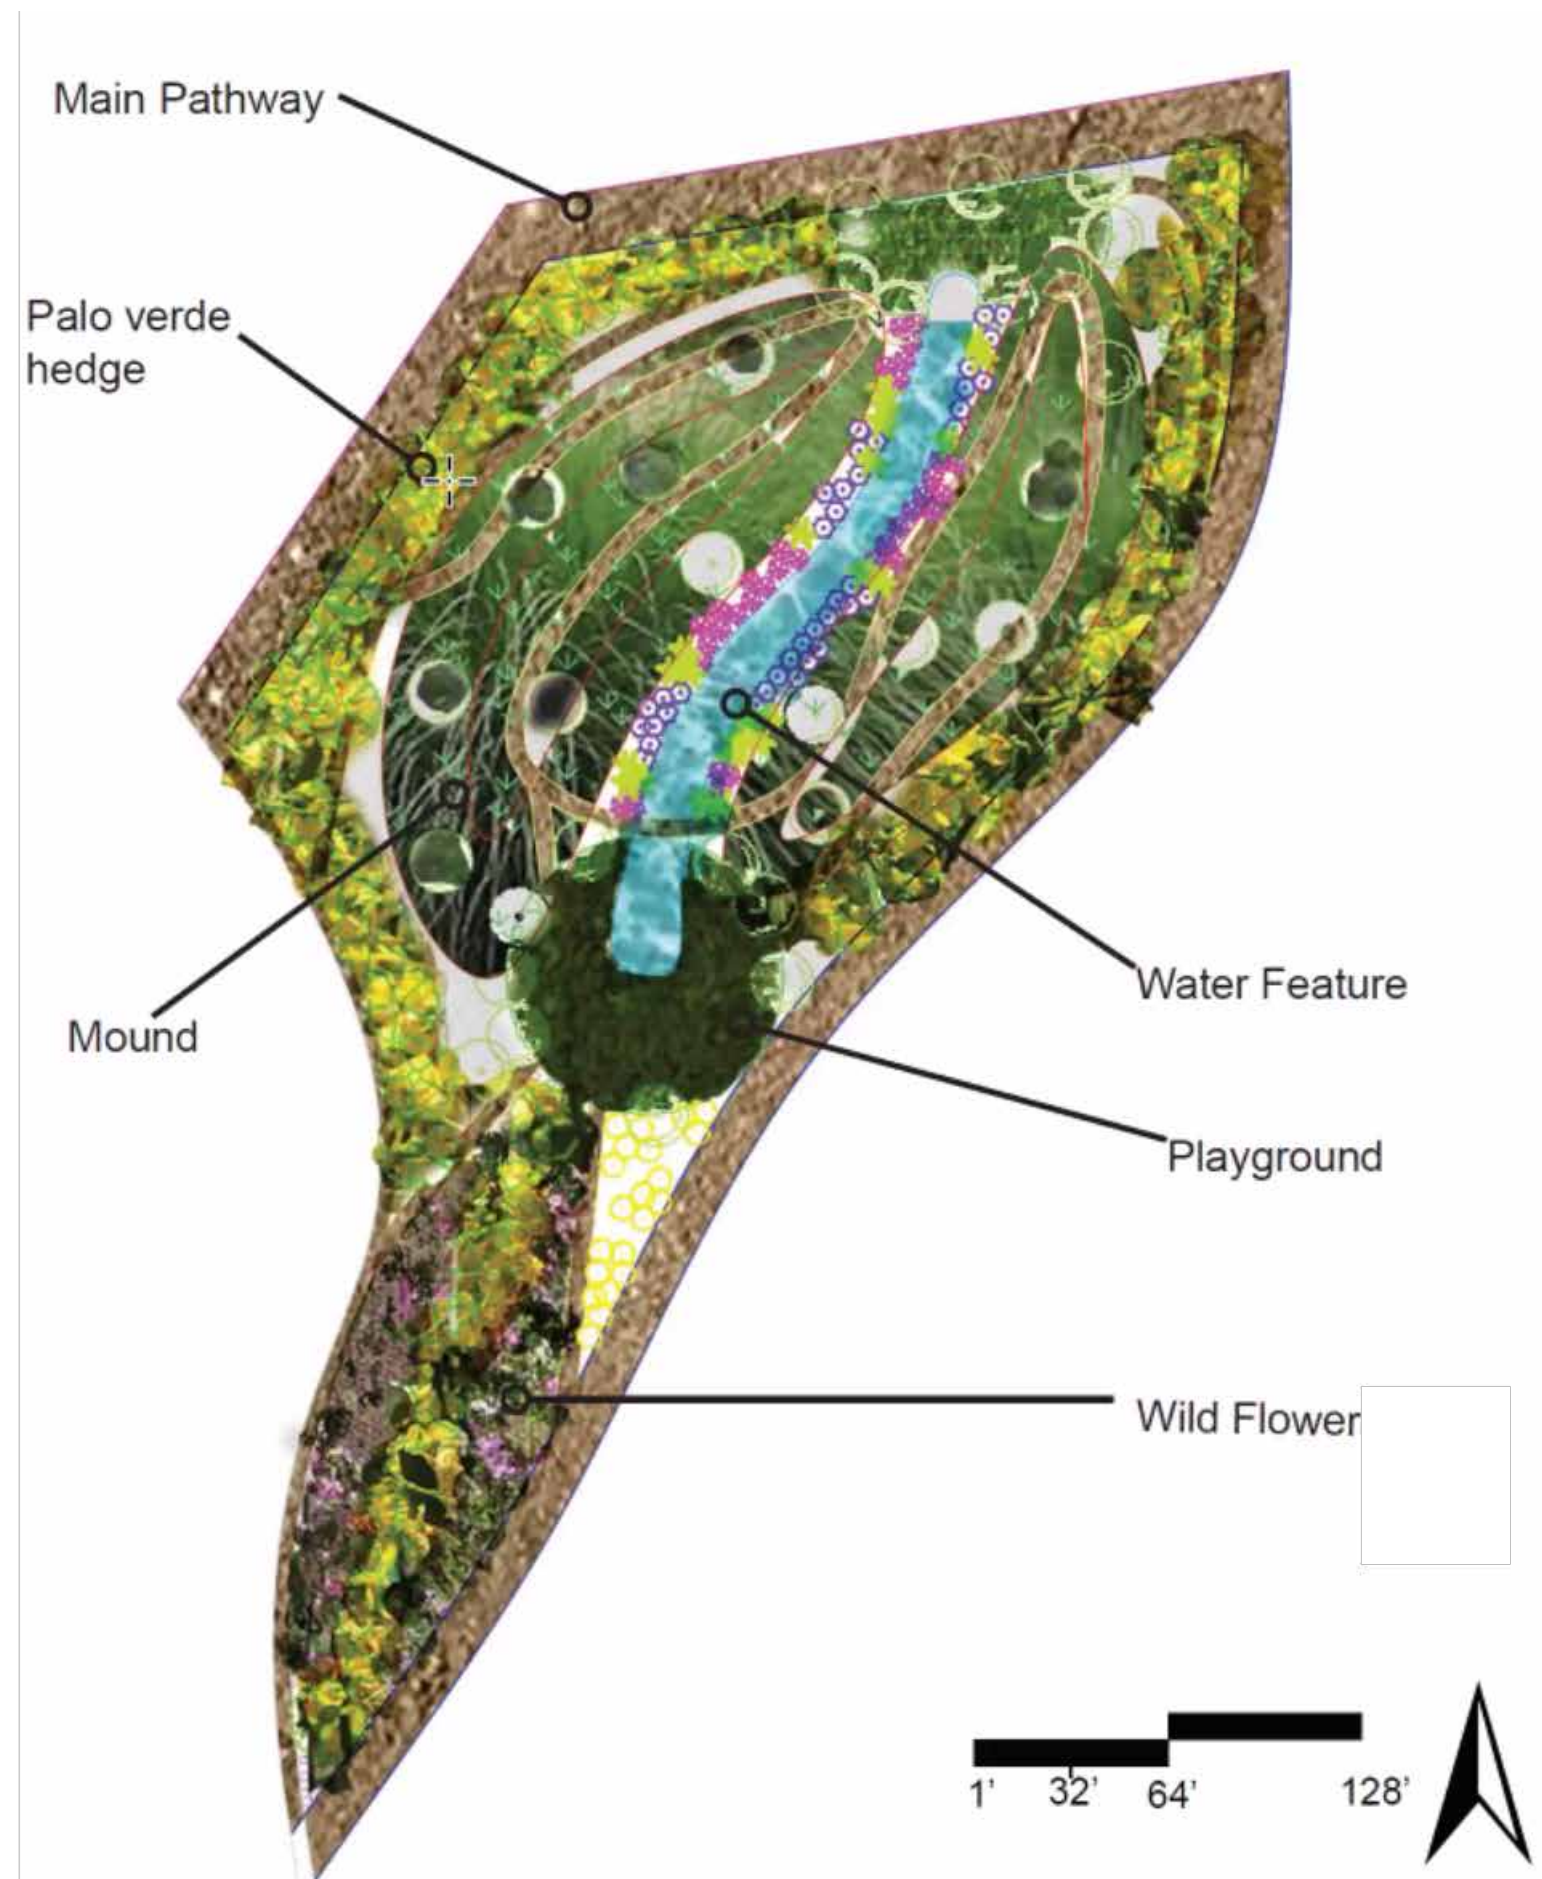 Main Pathway
Palo verde
hedge
Mound
Water Feature
Playground
Wild Flower
1' 32' 64' 128'